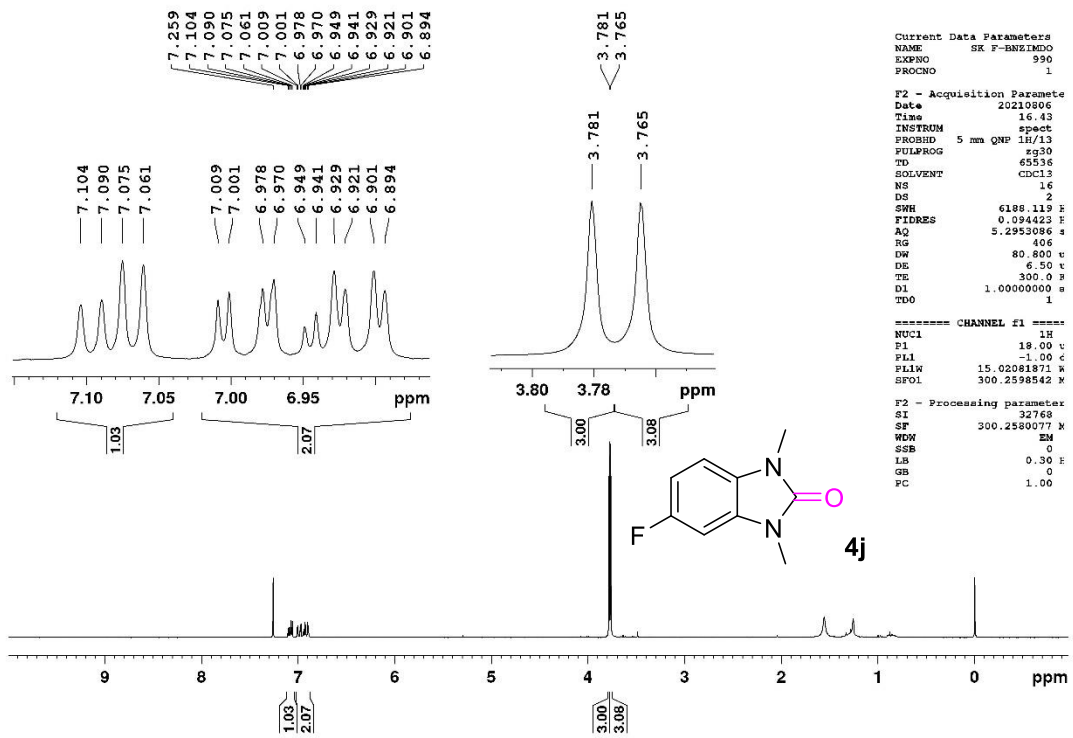 7.259
7.104
7.090
7.075
7.061
7.009
7.001
6.978
6.970
6.949
6.941
6.929
6.921
6.901
6.894
3.781
3.765
7.104
7.090
7.075
7.061
7.009
7.001
6.978
6.970
6.949
6.941
6.929
6.921
6.901
6.894
3.781
3.765
7.10 7.05 7.00 6.95 ppm
1.03 2.07
3.80 3.78 ppm
3.00 3.08
Current Data Parameters
NAME SK F-BNZIMDO
EXPNO 990
PROCNO 1
F2 - Acquisition Paramete
Date 20210806
Time 16.43
INSTRUM spect
PROBHD 5 mm QNP 1H/13
PULPROG zg30
TD 65536
SOLVENT CDCl3
NS 16
DS 2
SWH 6188.119 H
FIDRES 0.094423 H
AQ 5.2953086 s
RG 406
DW 80.800 u
DE 6.50 u
TE 300.0 K
D1 1.00000000 s
TD0 1
======== CHANNEL f1 =====
NUC1 1H
P1 18.00 u
PL1 -1.00 d
PL1W 15.02081871 W
SFO1 300.2598542 M
F2 - Processing parameter
SI 32768
SF 300.2580077 M
WDW EM
SSB 0
LB 0.30 H
GB 0
PC 1.00
N
O
N
F
4j
9 8 7 6 5 4 3 2 1 0 ppm
1.03 2.07 3.00 3.08